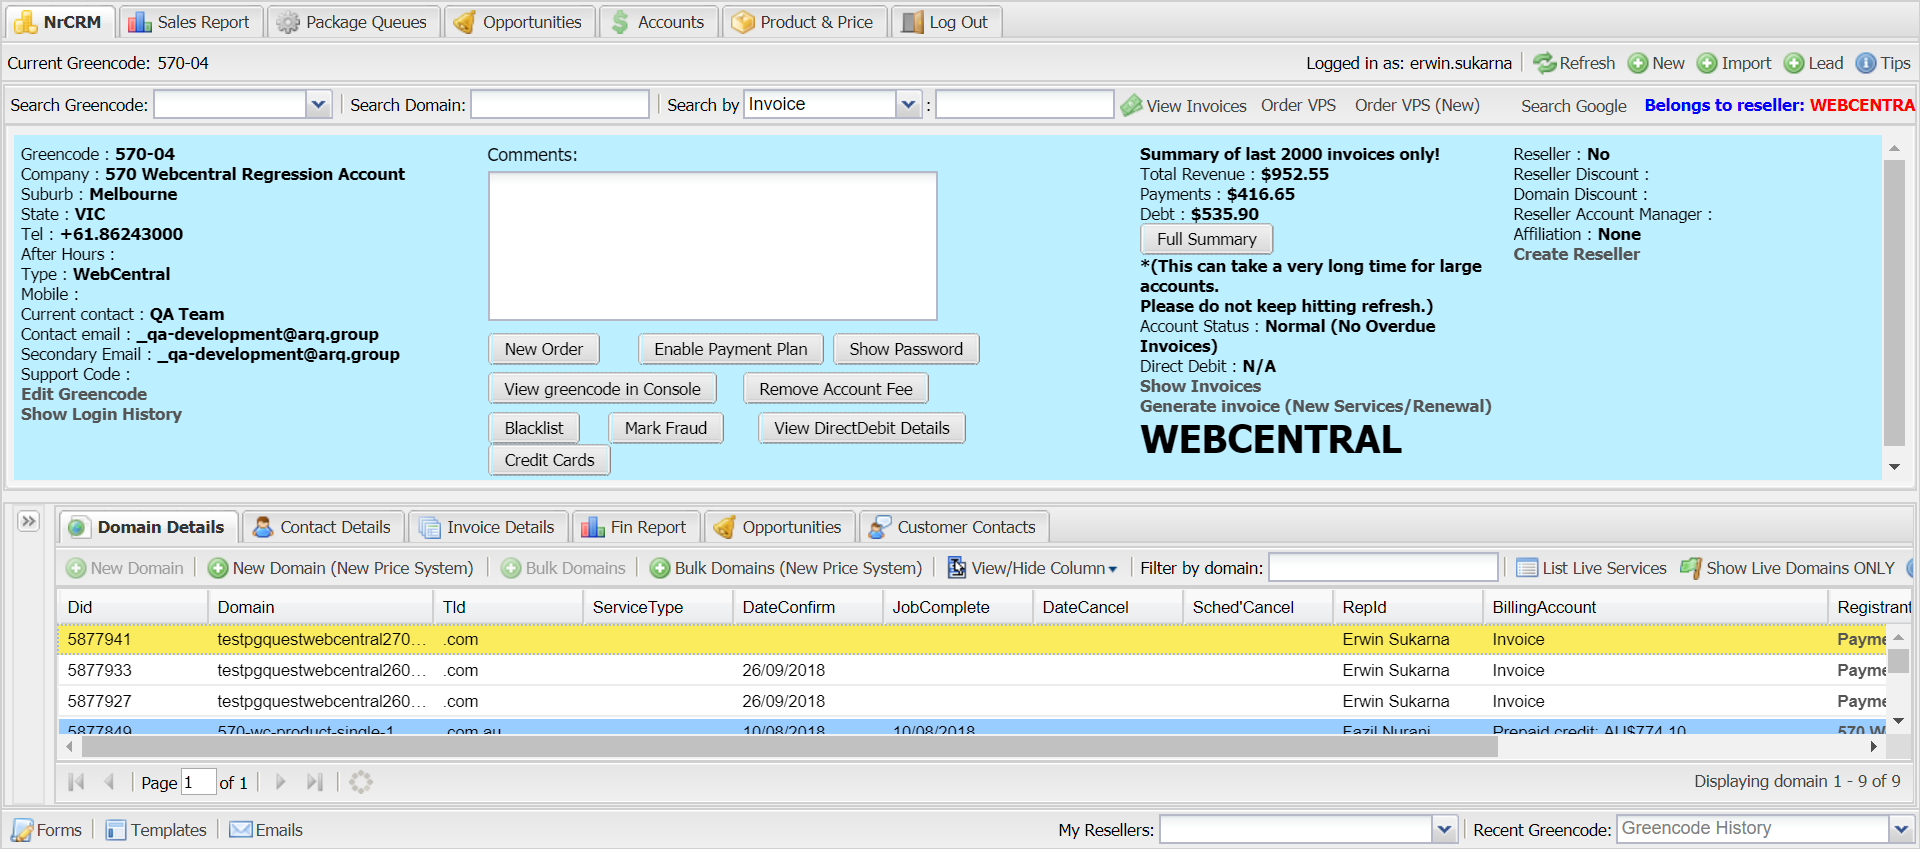 NrCRM Sales Report Package Queues Opportunities Accounts Product & Price Log Out
Current Greencode: 570-04 Logged in as: erwin.sukarna Refresh New Import Lead Tips
Search Greencode: Search Domain: Search by Invoice : View Invoices Order VPS Order VPS (New) Search Google Belongs to reseller: WEBCENTRA
Greencode : 570-04
Company : 570 Webcentral Regression Account
Suburb : Melbourne
State : VIC
Tel : +61.86243000
After Hours :
Type : WebCentral
Mobile :
Current contact : QA Team
Contact email : _qa-development@arq.group
Secondary Email : _qa-development@arq.group
Support Code :
Edit Greencode
Show Login History
Comments:
New Order Enable Payment Plan Show Password
View greencode in Console Remove Account Fee
Blacklist Mark Fraud View DirectDebit Details
Credit Cards
Summary of last 2000 invoices only!
Total Revenue : $952.55
Payments : $416.65
Debt : $535.90
Full Summary
*(This can take a very long time for large
accounts.
Please do not keep hitting refresh.)
Account Status : Normal (No Overdue
Invoices)
Direct Debit : N/A
Show Invoices
Generate invoice (New Services/Renewal)
WEBCENTRAL
Reseller : No
Reseller Discount :
Domain Discount :
Reseller Account Manager :
Affiliation : None
Create Reseller
Domain Details Contact Details Invoice Details Fin Report Opportunities Customer Contacts
New Domain New Domain (New Price System) Bulk Domains Bulk Domains (New Price System) View/Hide Column Filter by domain: List Live Services Show Live Domains ONLY
Did Domain Tld ServiceType DateConfirm JobComplete DateCancel Sched'Cancel RepId BillingAccount Registrant
5877941 testpgquestwebcentral270... .com Erwin Sukarna Invoice Payme
5877933 testpgquestwebcentral260... .com 26/09/2018 Erwin Sukarna Invoice Payme
5877927 testpgquestwebcentral260... .com 26/09/2018 Erwin Sukarna Invoice Payme
5877849 570-wc-product-single-1 .com.au 10/08/2018 10/08/2018 Fazil Nurani Prepaid credit: AU$774.10 570 W
Page 1 of 1 Displaying domain 1 - 9 of 9
Forms Templates Emails My Resellers: Recent Greencode: Greencode History